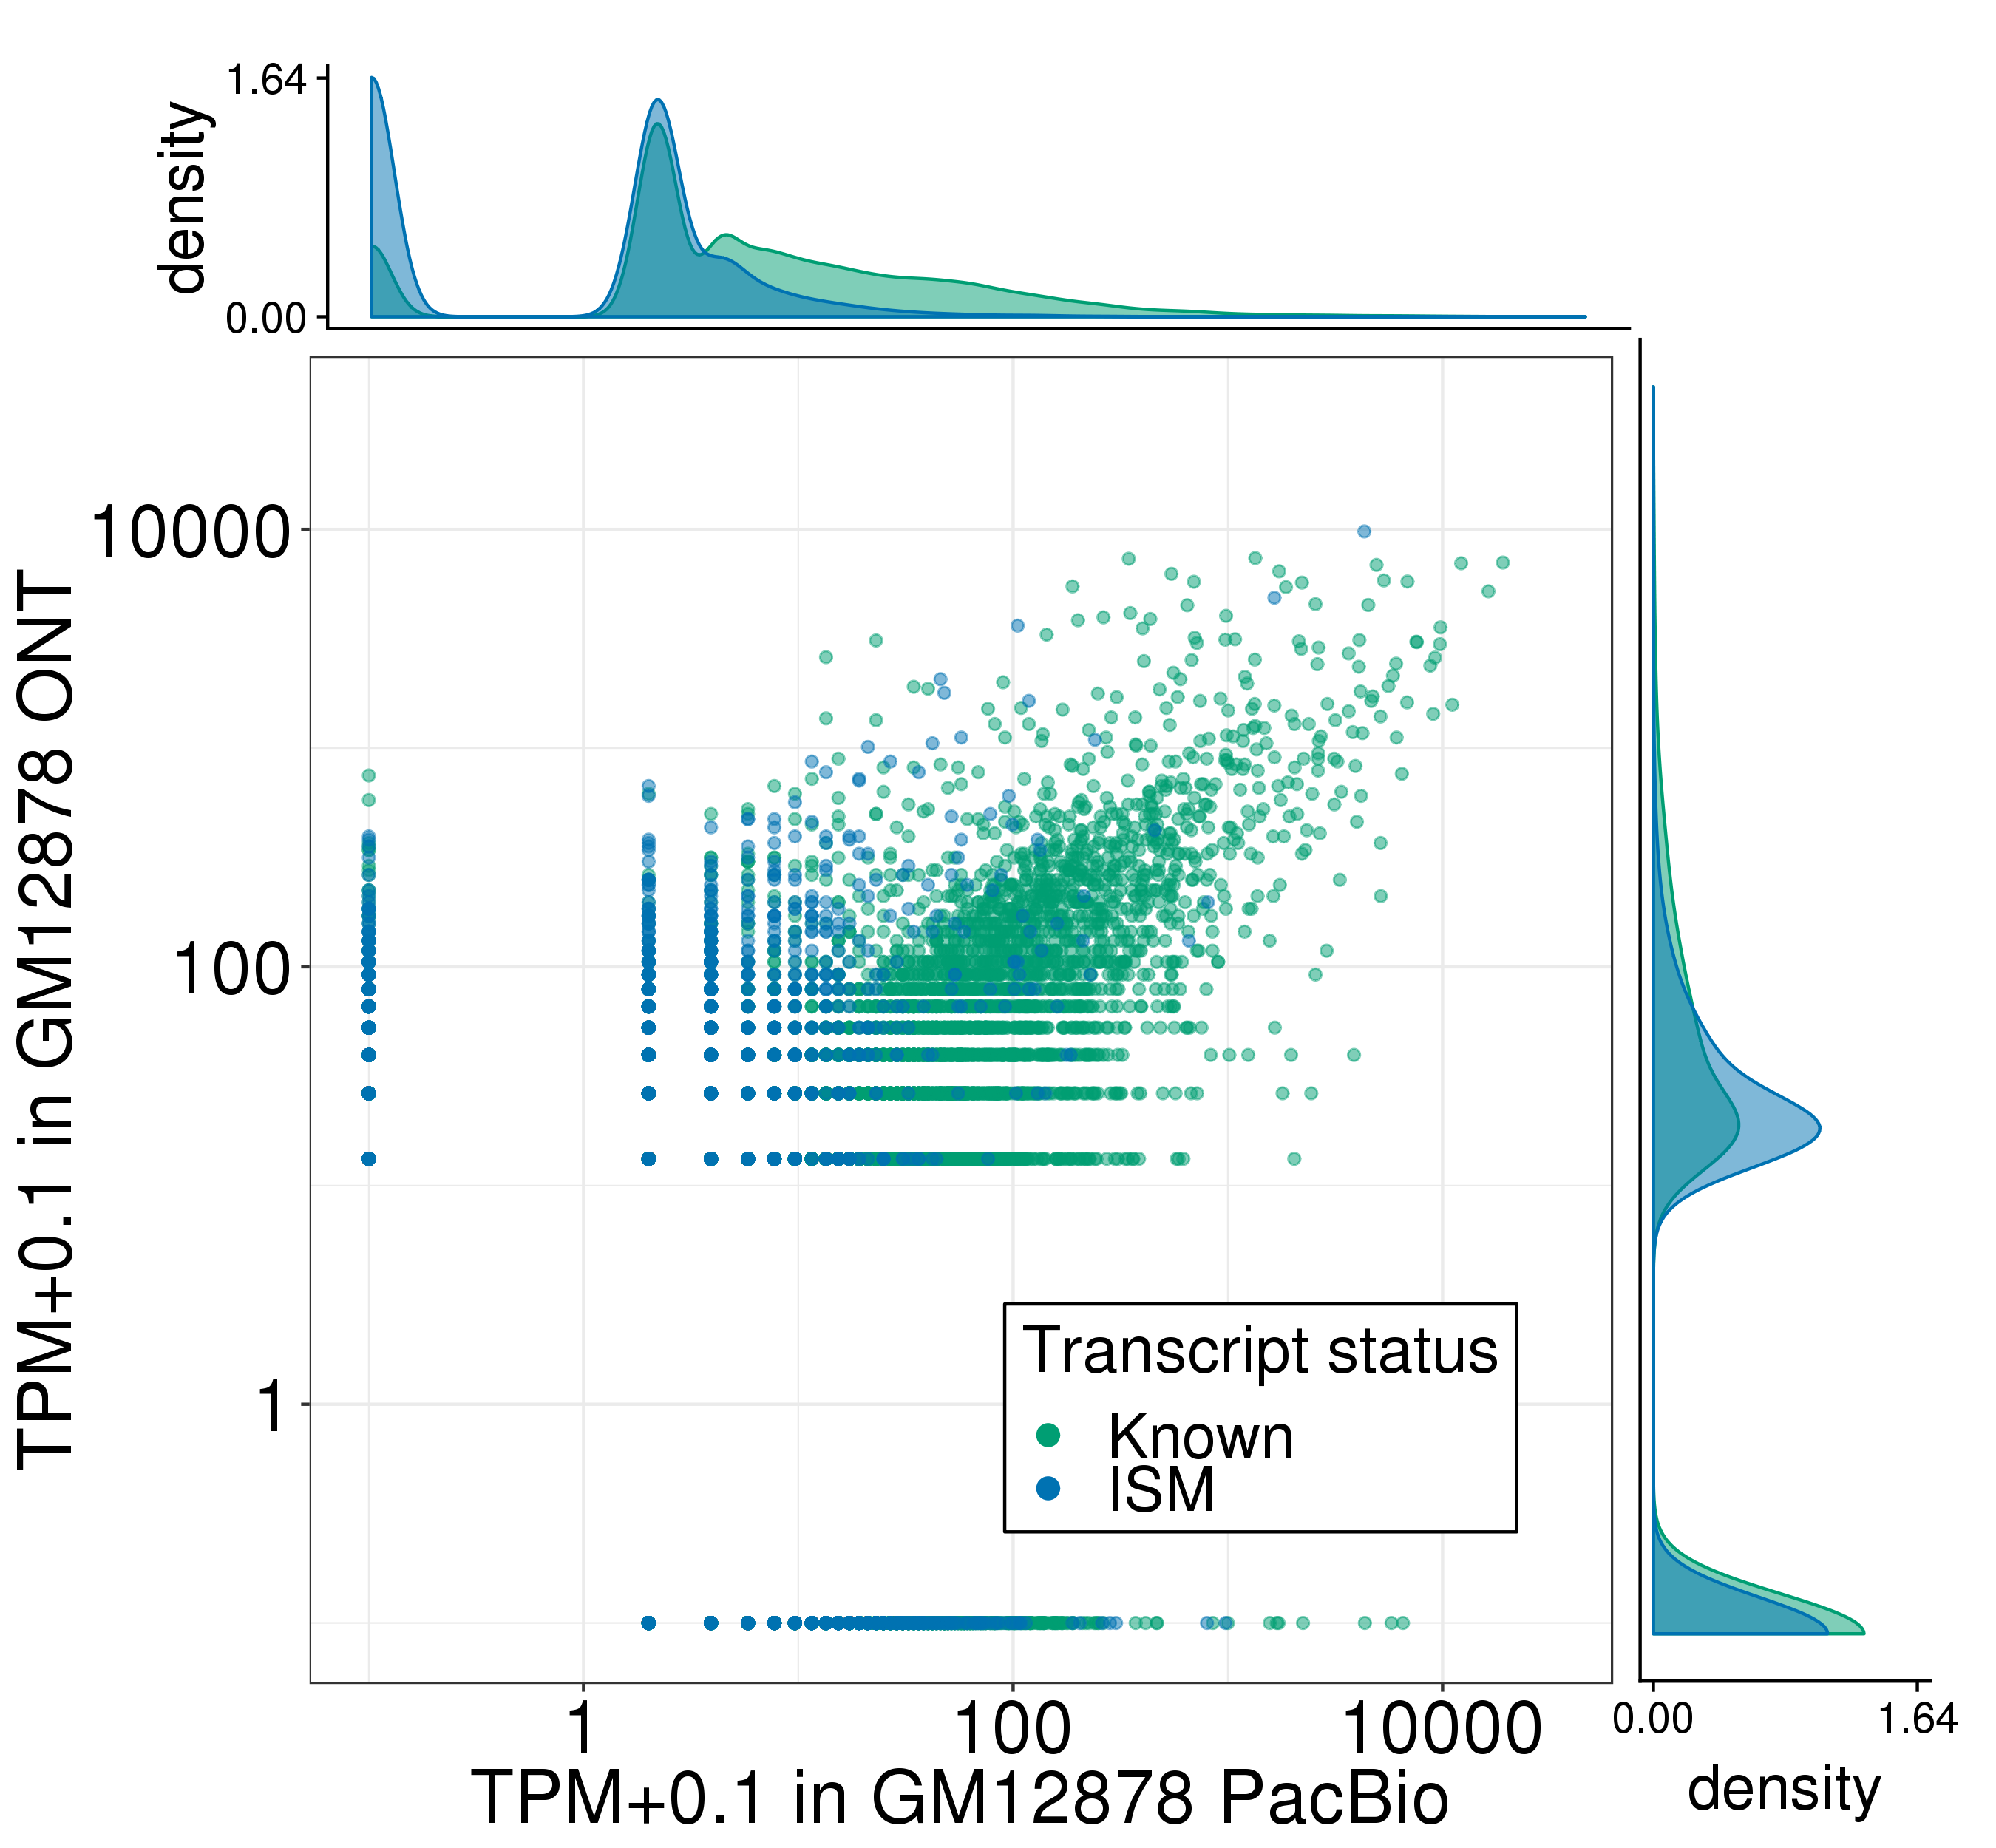 density
1.64
0.00
TPM+0.1 in GM12878 ONT
10000
100
1
Transcript status
Known
ISM
1
100
10000
TPM+0.1 in GM12878 PacBio
0.00
1.64
density